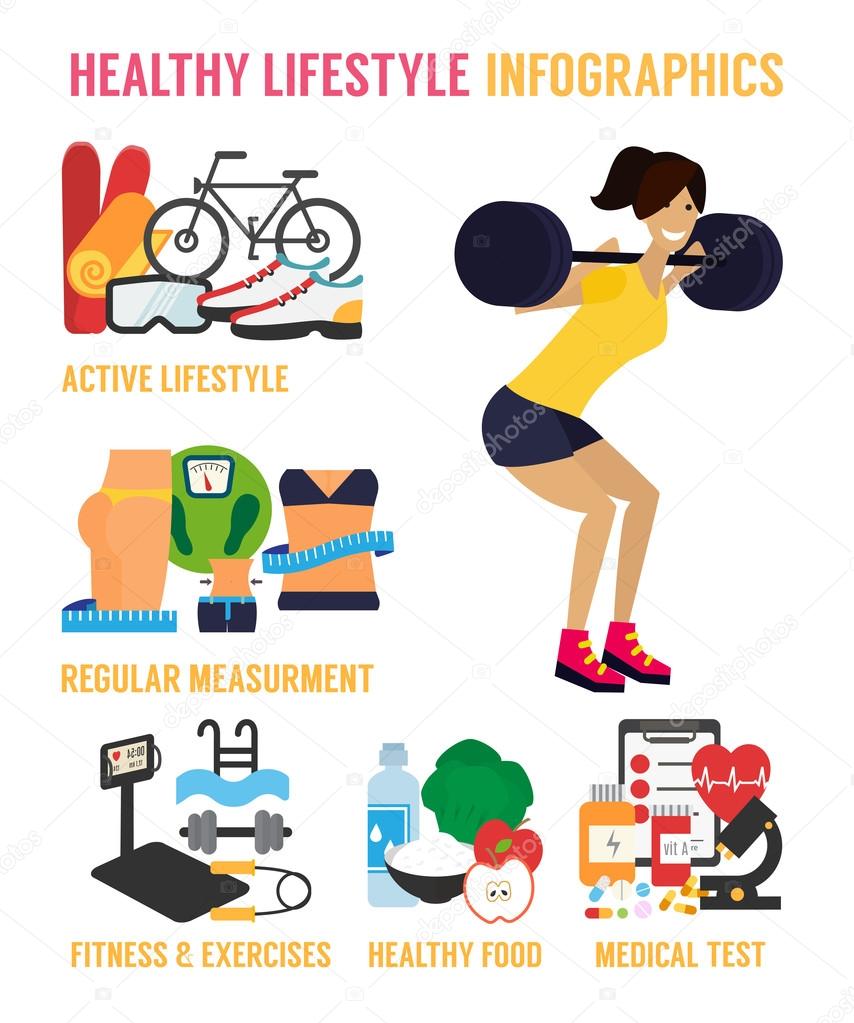 HEALTHY LIFESTYLE INFOGRAPHICS
ACTIVE LIFESTYLE
REGULAR MEASURMENT
FITNESS & EXERCISES
HEALTHY FOOD
MEDICAL TEST
vit A
depositphotos